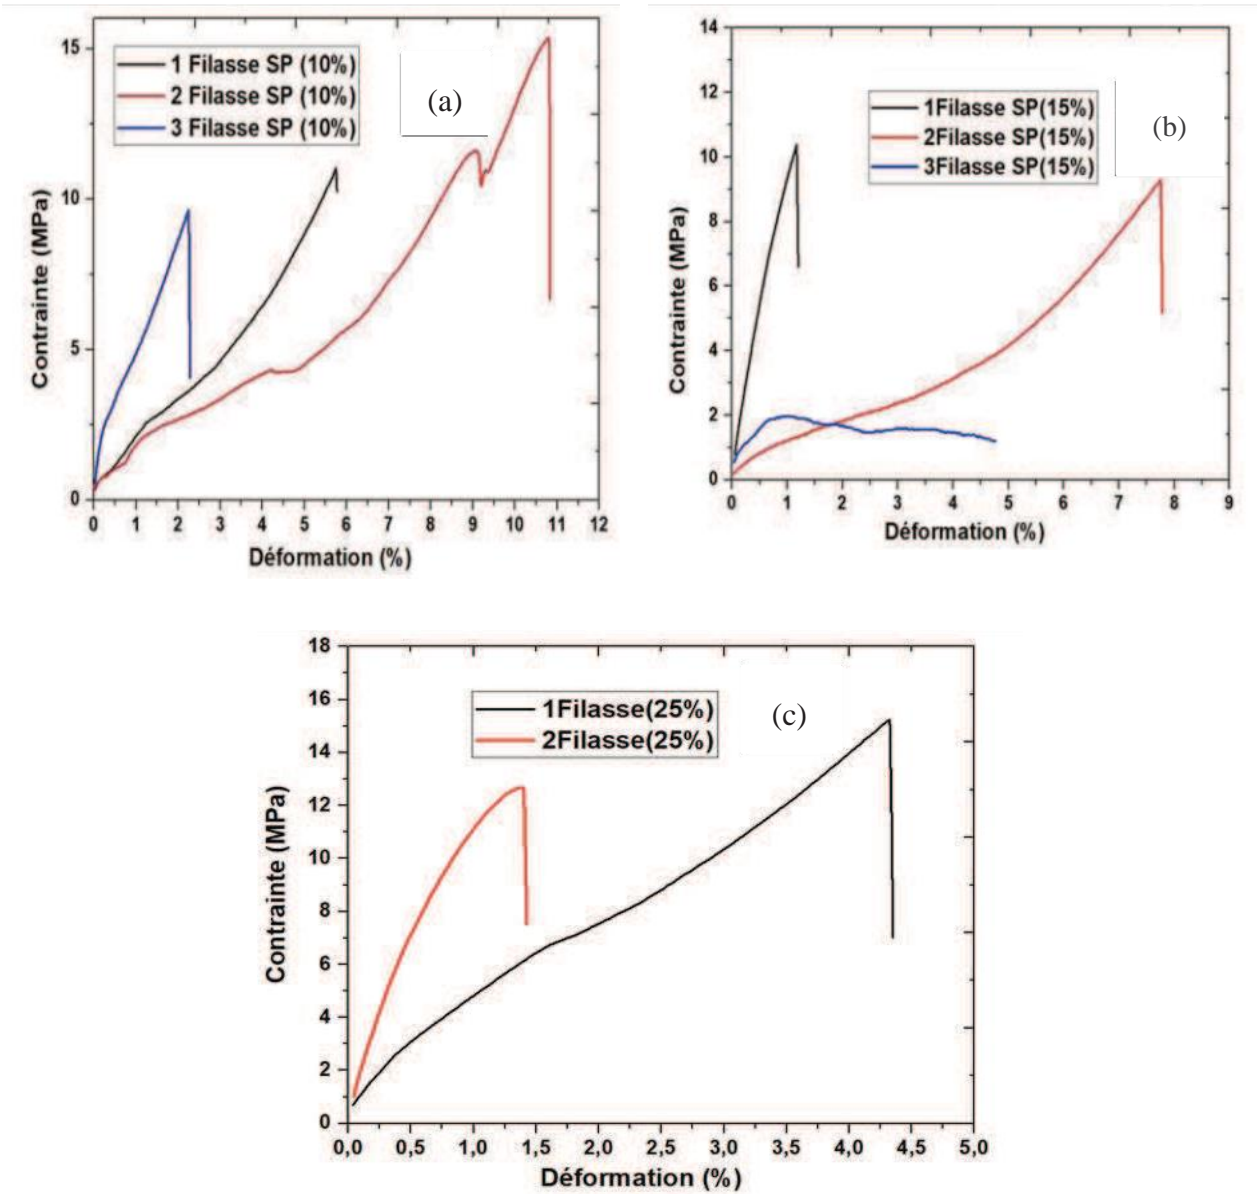 1 Filasse SP (10%)
2 Filasse SP (10%)
3 Filasse SP (10%)
(a)
15
10
5
0
Contrainte (MPa)
0 1 2 3 4 5 6 7 8 9 10 11 12
Déformation (%)
1Filasse SP(15%)
2Filasse SP(15%)
3Filasse SP(15%)
(b)
14
12
10
8
6
4
2
0
Contrainte (MPa)
0 1 2 3 4 5 6 7 8 9
Déformation (%)
1Filasse(25%)
2Filasse(25%)
(c)
18
16
14
12
10
8
6
4
2
0
Contrainte (MPa)
0,0 0,5 1,0 1,5 2,0 2,5 3,0 3,5 4,0 4,5 5,0
Déformation (%)